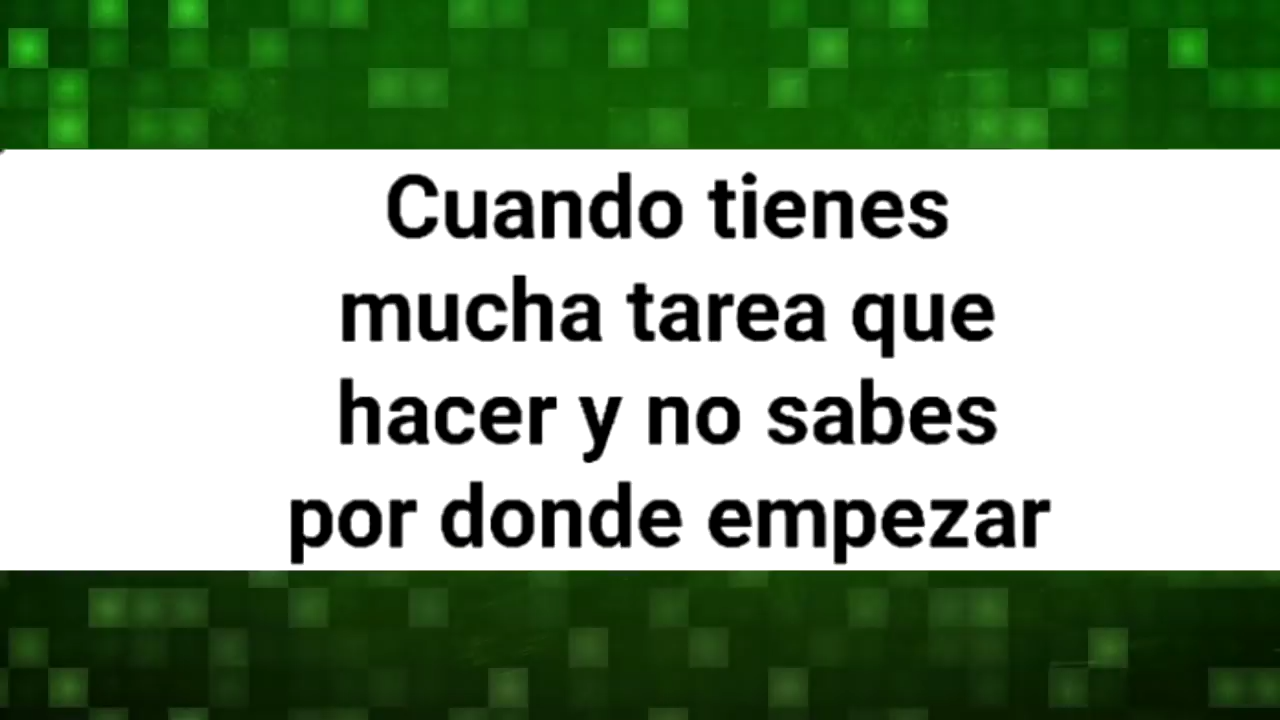 Cuando tienes
mucha tarea que
hacer y no sabes
por donde empezar